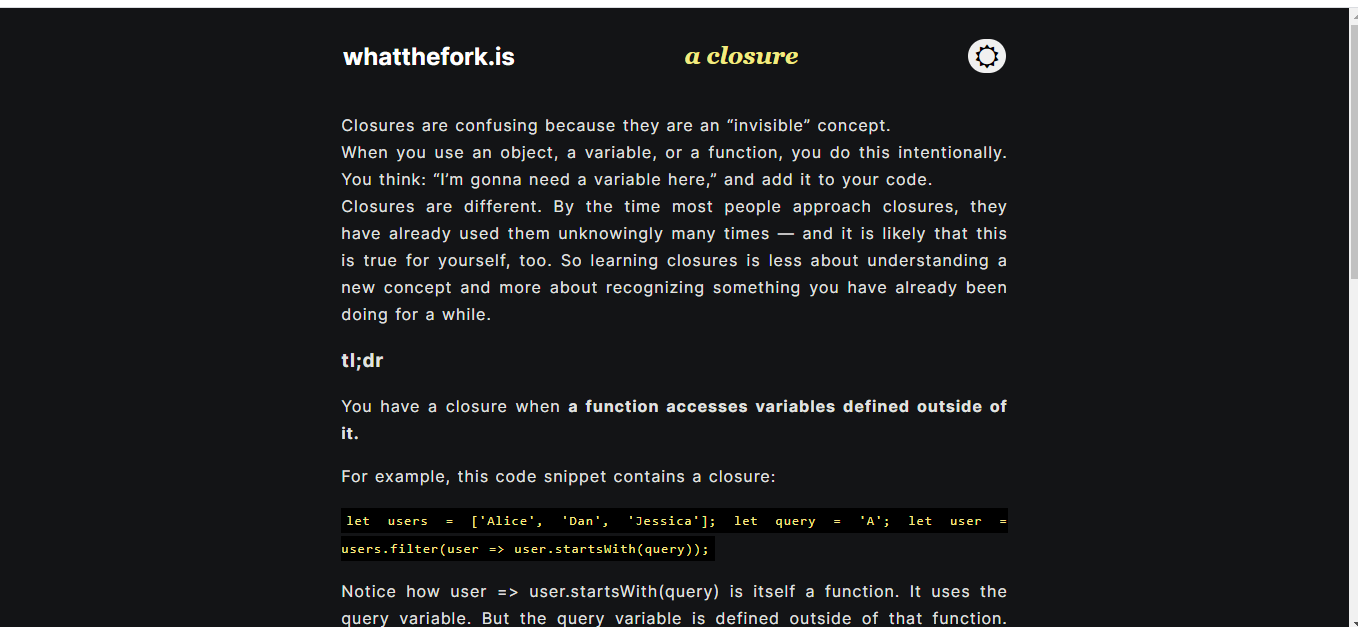 whatthefork.is
a closure
Closures are confusing because they are an “invisible” concept.
When you use an object, a variable, or a function, you do this intentionally.
You think: “I’m gonna need a variable here,” and add it to your code.
Closures are different. By the time most people approach closures, they
have already used them unknowingly many times — and it is likely that this
is true for yourself, too. So learning closures is less about understanding a
new concept and more about recognizing something you have already been
doing for a while.
tl;dr
You have a closure when a function accesses variables defined outside of
it.
For example, this code snippet contains a closure:
let users = ['Alice', 'Dan', 'Jessica']; let query = 'A'; let user =
users.filter(user => user.startsWith(query));
Notice how user => user.startsWith(query) is itself a function. It uses the
query variable. But the query variable is defined outside of that function.